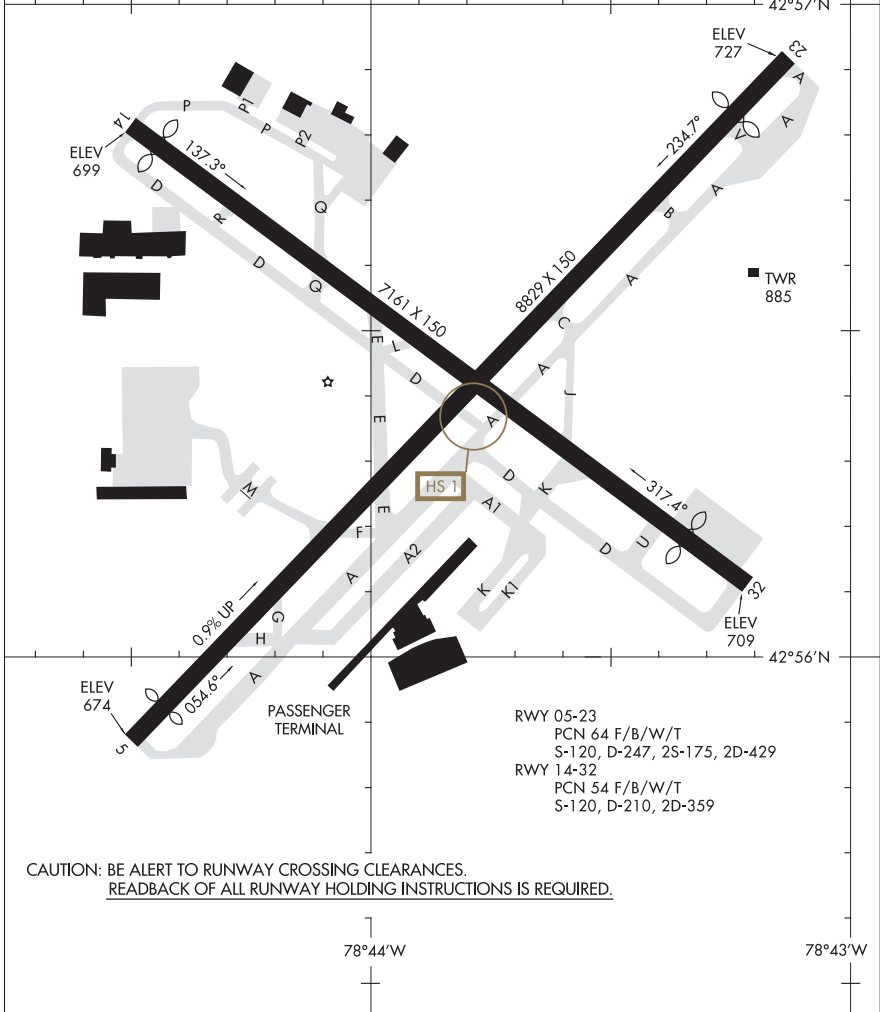 42°57'N
ELEV
727
23
A
A
P
P1
P
P2
14
ELEV
699
137.3°
234.7°
V
D
R
Q
A
B
D
Q
A
TWR
885
7161 X 150
8829 X 150
C
E
L
D
A
A
J
E
A
HS 1
D
K
317.4°
M
A1
E
F
A2
D
U
A
K
K1
32
ELEV
709
0.9% UP
G
H
42°56'N
054.6°
A
ELEV
674
5
PASSENGER
TERMINAL
RWY 05-23
PCN 64 F/B/W/T
S-120, D-247, 2S-175, 2D-429
RWY 14-32
PCN 54 F/B/W/T
S-120, D-210, 2D-359
CAUTION: BE ALERT TO RUNWAY CROSSING CLEARANCES.
READBACK OF ALL RUNWAY HOLDING INSTRUCTIONS IS REQUIRED.
78°44'W
78°43'W